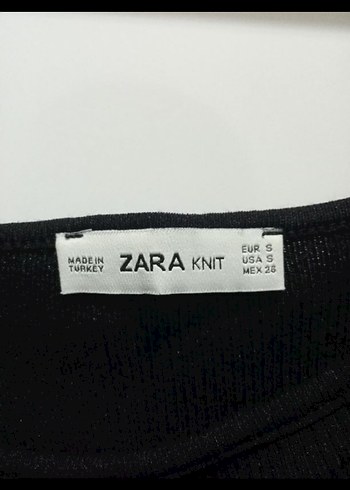 MADE IN
TURKEY
ZARA KNIT
EUR S
USA S
MEX 26